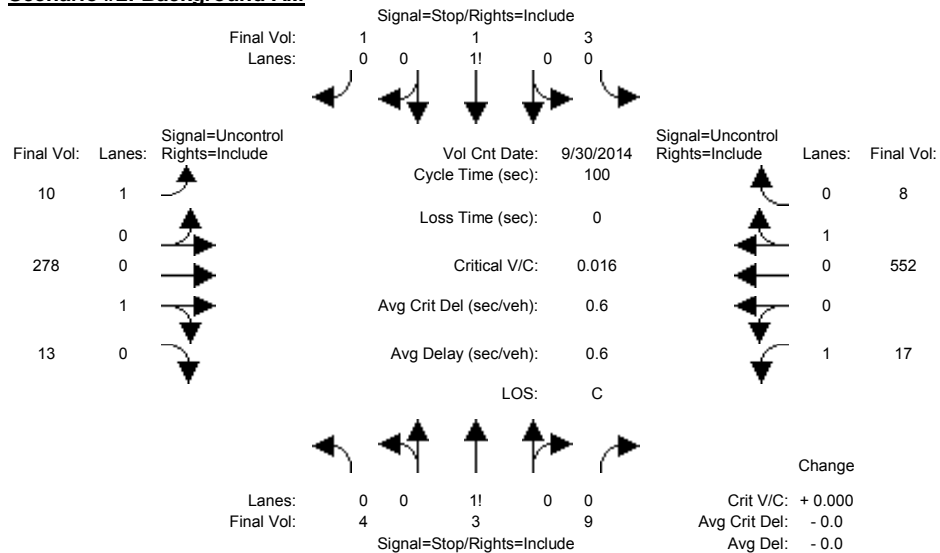 Scenario #2: Background AM
Signal=Stop/Rights=Include
Final Vol: 1 1 3
Lanes: 0 0 1! 0 0
Signal=Uncontrol
Final Vol: Lanes: Rights=Include
Vol Cnt Date: 9/30/2014
Signal=Uncontrol
Rights=Include Lanes: Final Vol:
Cycle Time (sec): 100
10 1
0 8
Loss Time (sec): 0
0
1
278 0
Critical V/C: 0.016
0 552
1
Avg Crit Del (sec/veh): 0.6
0
13 0
Avg Delay (sec/veh): 0.6
1 17
LOS: C
Change
Lanes: 0 0 1! 0 0
Crit V/C: + 0.000
Final Vol: 4 3 9
Avg Crit Del: - 0.0
Signal=Stop/Rights=Include
Avg Del: - 0.0